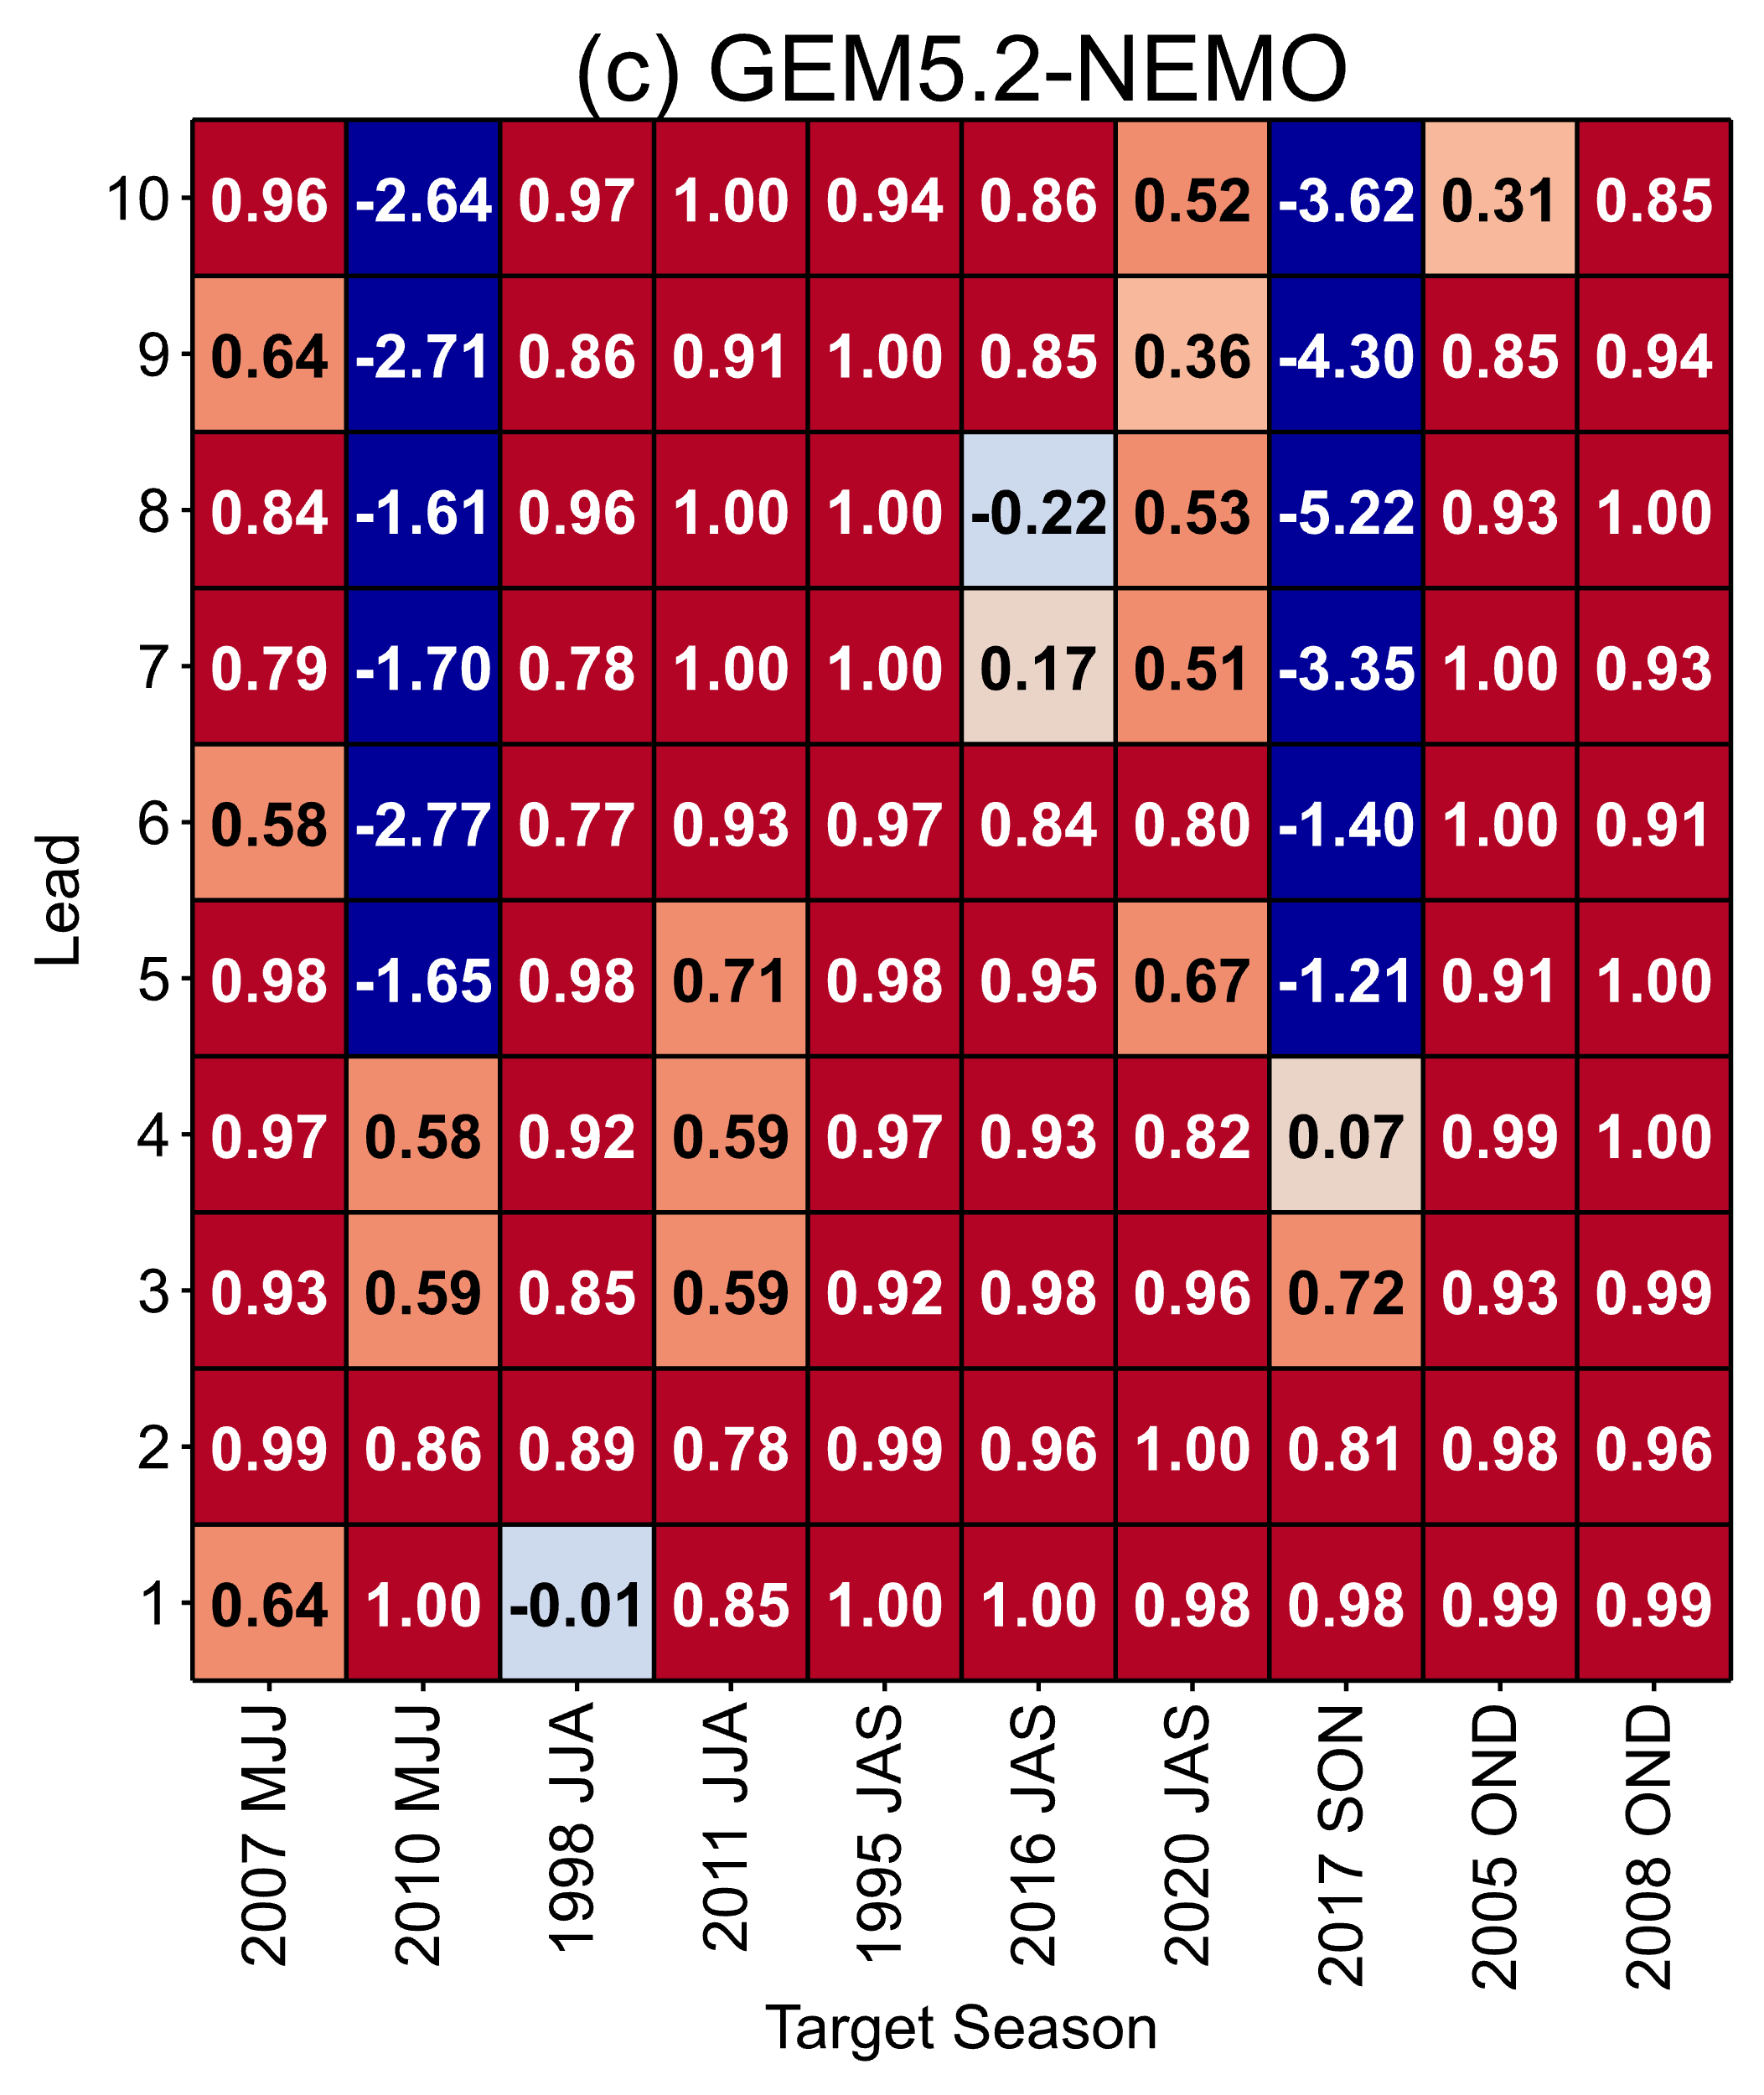 (c) GEM5.2-NEMO
10 0.96 -2.64 0.97 1.00 0.94 0.86 0.52 -3.62 0.31 0.85
9 0.64 -2.71 0.86 0.91 1.00 0.85 0.36 -4.30 0.85 0.94
8 0.84 -1.61 0.96 1.00 1.00 -0.22 0.53 -5.22 0.93 1.00
7 0.79 -1.70 0.78 1.00 1.00 0.17 0.51 -3.35 1.00 0.93
6 0.58 -2.77 0.77 0.93 0.97 0.84 0.80 -1.40 1.00 0.91
Lead
5 0.98 -1.65 0.98 0.71 0.98 0.95 0.67 -1.21 0.91 1.00
4 0.97 0.58 0.92 0.59 0.97 0.93 0.82 0.07 0.99 1.00
3 0.93 0.59 0.85 0.59 0.92 0.98 0.96 0.72 0.93 0.99
2 0.99 0.86 0.89 0.78 0.99 0.96 1.00 0.81 0.98 0.96
1 0.64 1.00 -0.01 0.85 1.00 1.00 0.98 0.98 0.99 0.99
2007 MJJ
2010 MJJ
1998 JJA
2011 JJA
1995 JAS
2016 JAS
2020 JAS
2017 SON
2005 OND
2008 OND
Target Season